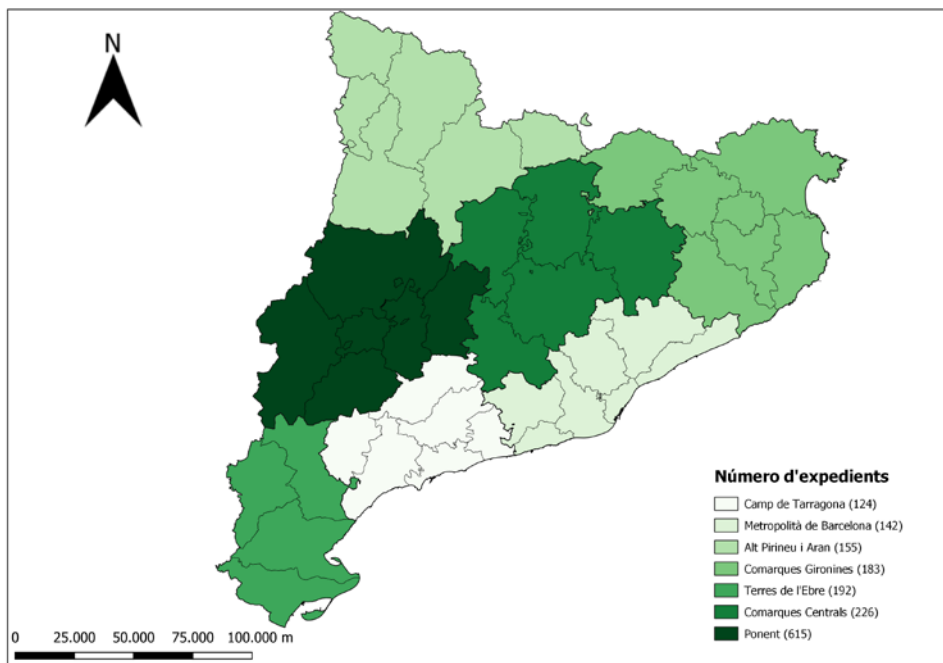 N
Número d'expedients
Camp de Tarragona (124)
Metropolità de Barcelona (142)
Alt Pirineu i Aran (155)
Comarques Gironines (183)
Terres de l'Ebre (192)
Comarques Centrals (226)
Ponent (615)
0 25.000 50.000 75.000 100.000 m